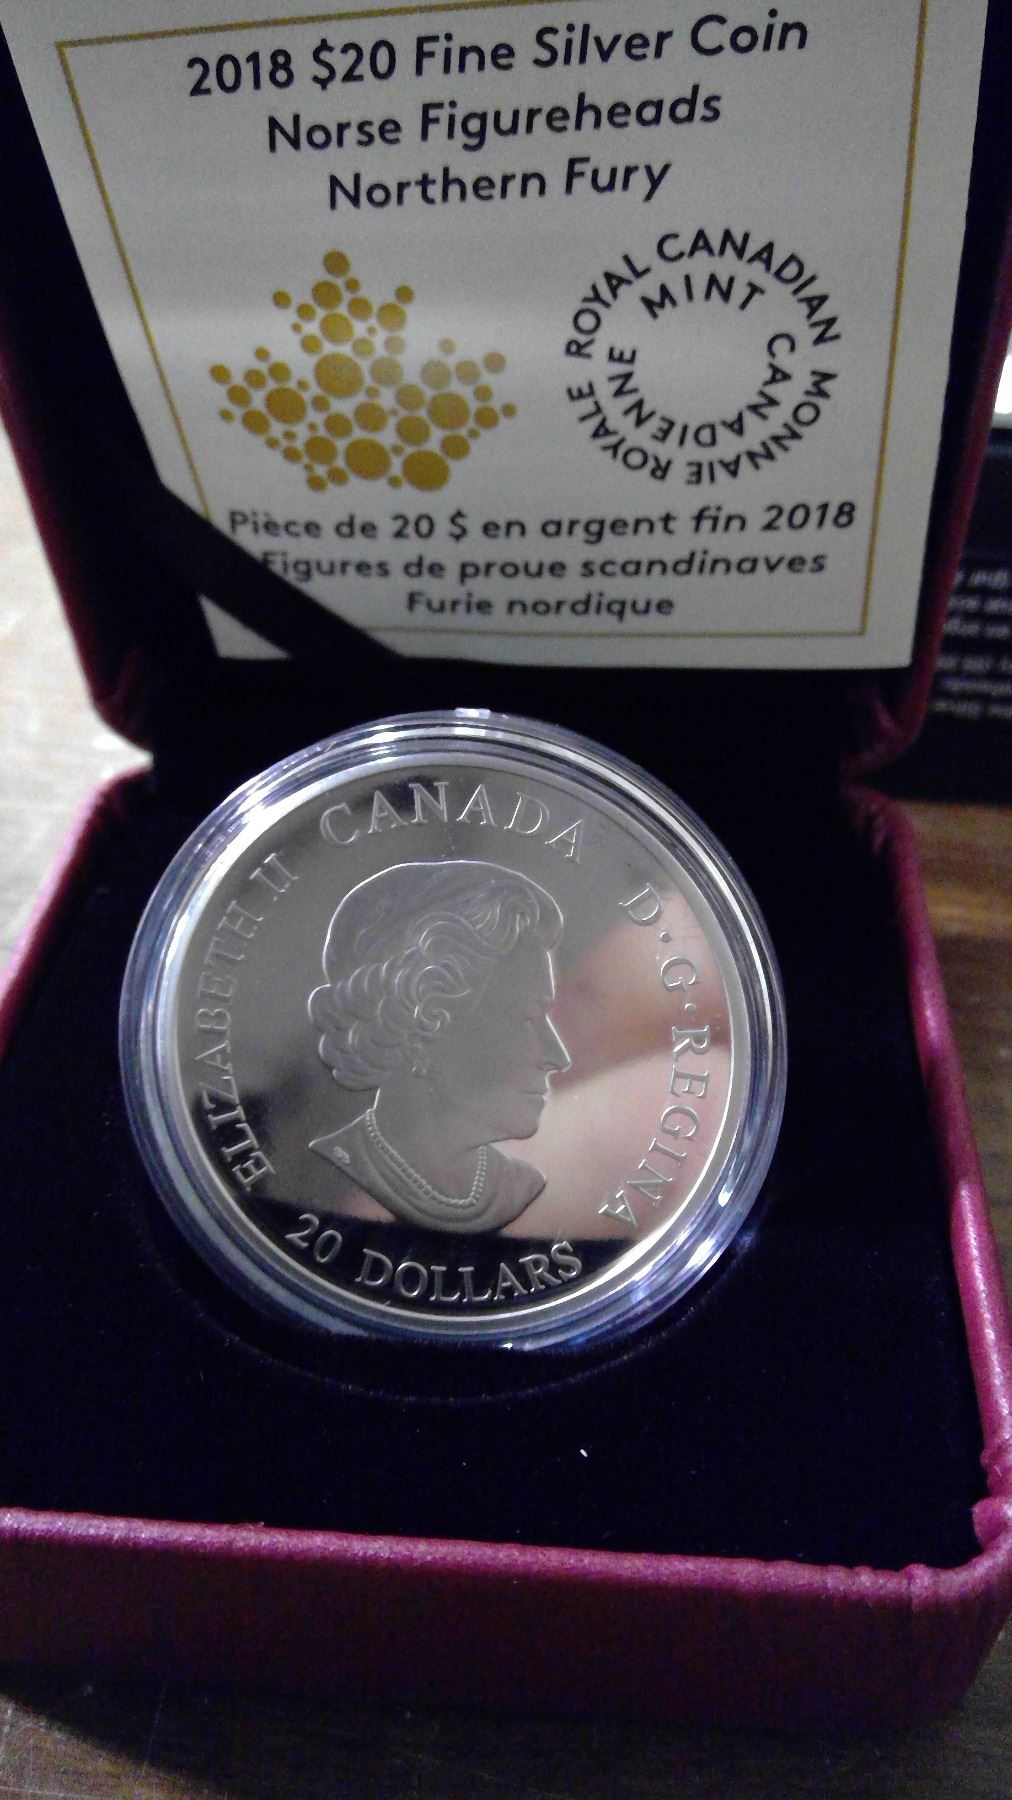 2018 $20 Fine Silver Coin
Norse Figureheads
Northern Fury
ROYAL CANADIAN MINT
MONNAIE ROYALE CANADIENNE
Pièce de 20 $ en argent fin 2018
Figures de proue scandinaves
Furie nordique
ELIZABETH II CANADA D·G·REGINA
20 DOLLARS